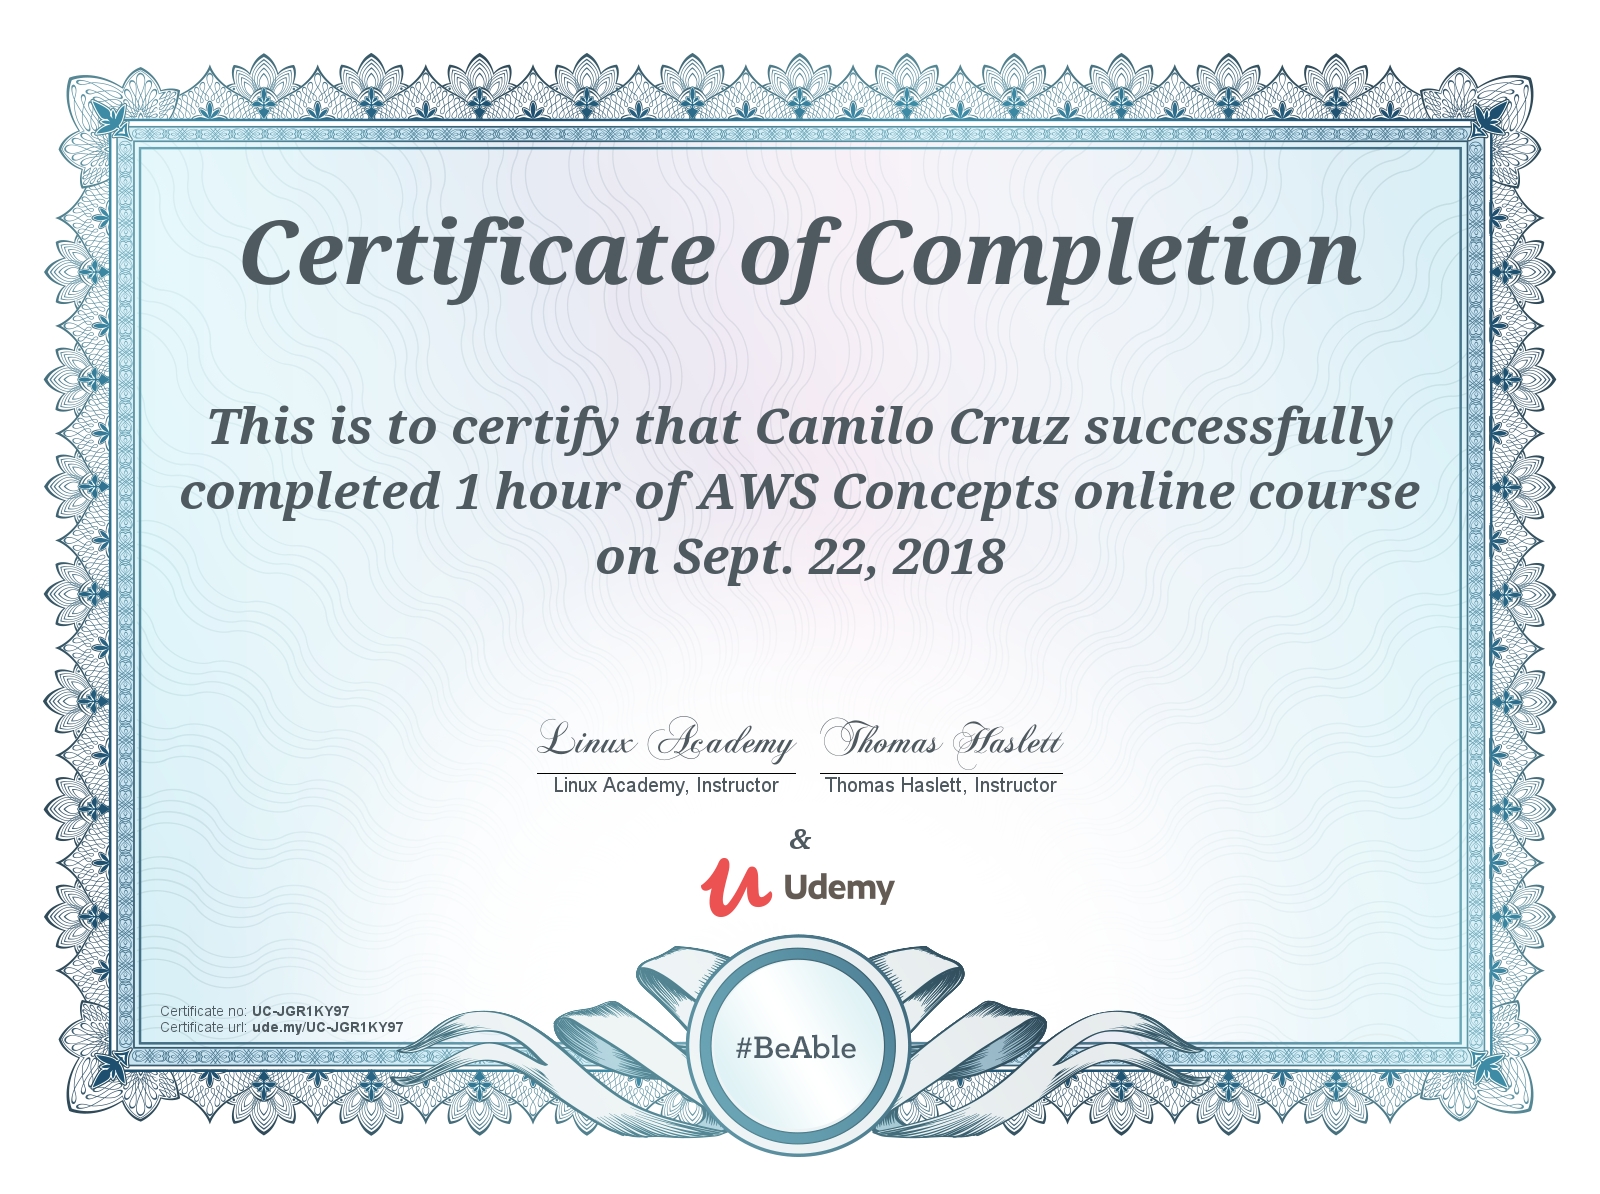 Certificate of Completion
This is to certify that Camilo Cruz successfully
completed 1 hour of AWS Concepts online course
on Sept. 22, 2018
Linux Academy Thomas Haslett
Linux Academy, Instructor Thomas Haslett, Instructor
&
Udemy
Certificate no: UC-JGR1KY97
Certificate url: ude.my/UC-JGR1KY97
#BeAble